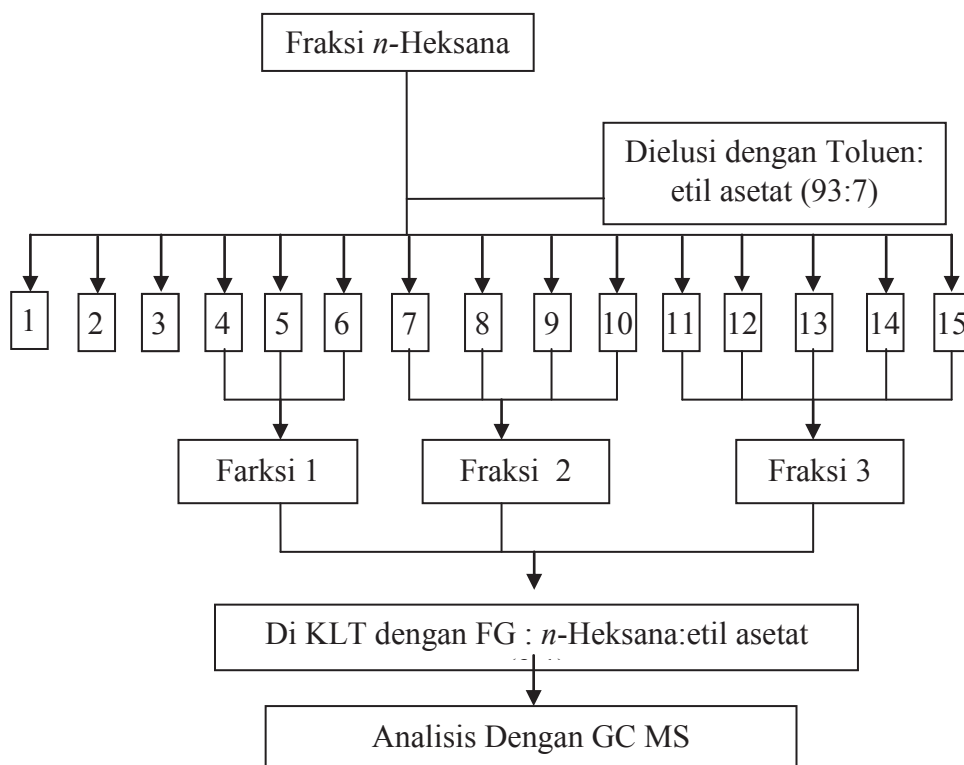 Fraksi n-Heksana
Dielusi dengan Toluen:
etil asetat (93:7)
1 2 3 4 5 6 7 8 9 10 11 12 13 14 15
Farksi 1 Fraksi 2 Fraksi 3
Di KLT dengan FG : n-Heksana:etil asetat
Analisis Dengan GC MS